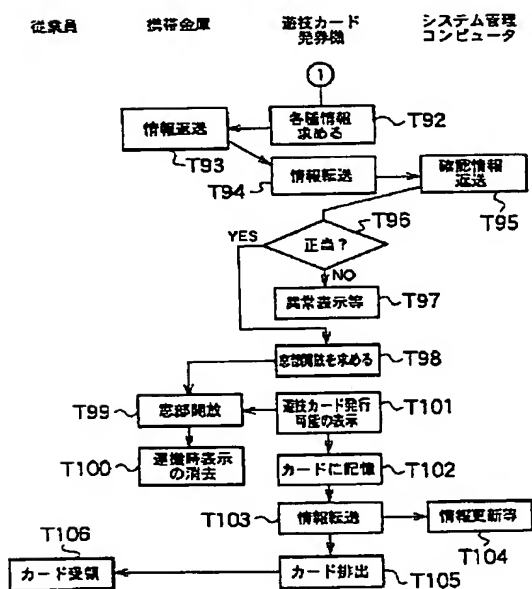 従業員
携帯金庫
遊技カード
発券機
システム管理
コンピュータ
1
各種情報
求める
T92
情報返送
T93
情報転送
T94
確認情報
返送
T95
正当?
T96
YES
NO
異常表示等
T97
窓部開放を求める
T98
窓部開放
T99
遊技カード発行
可能の表示
T101
運搬時表示
の消去
T100
カードに記憶
T102
情報転送
T103
情報更新等
T104
カード排出
T105
カード受領
T106